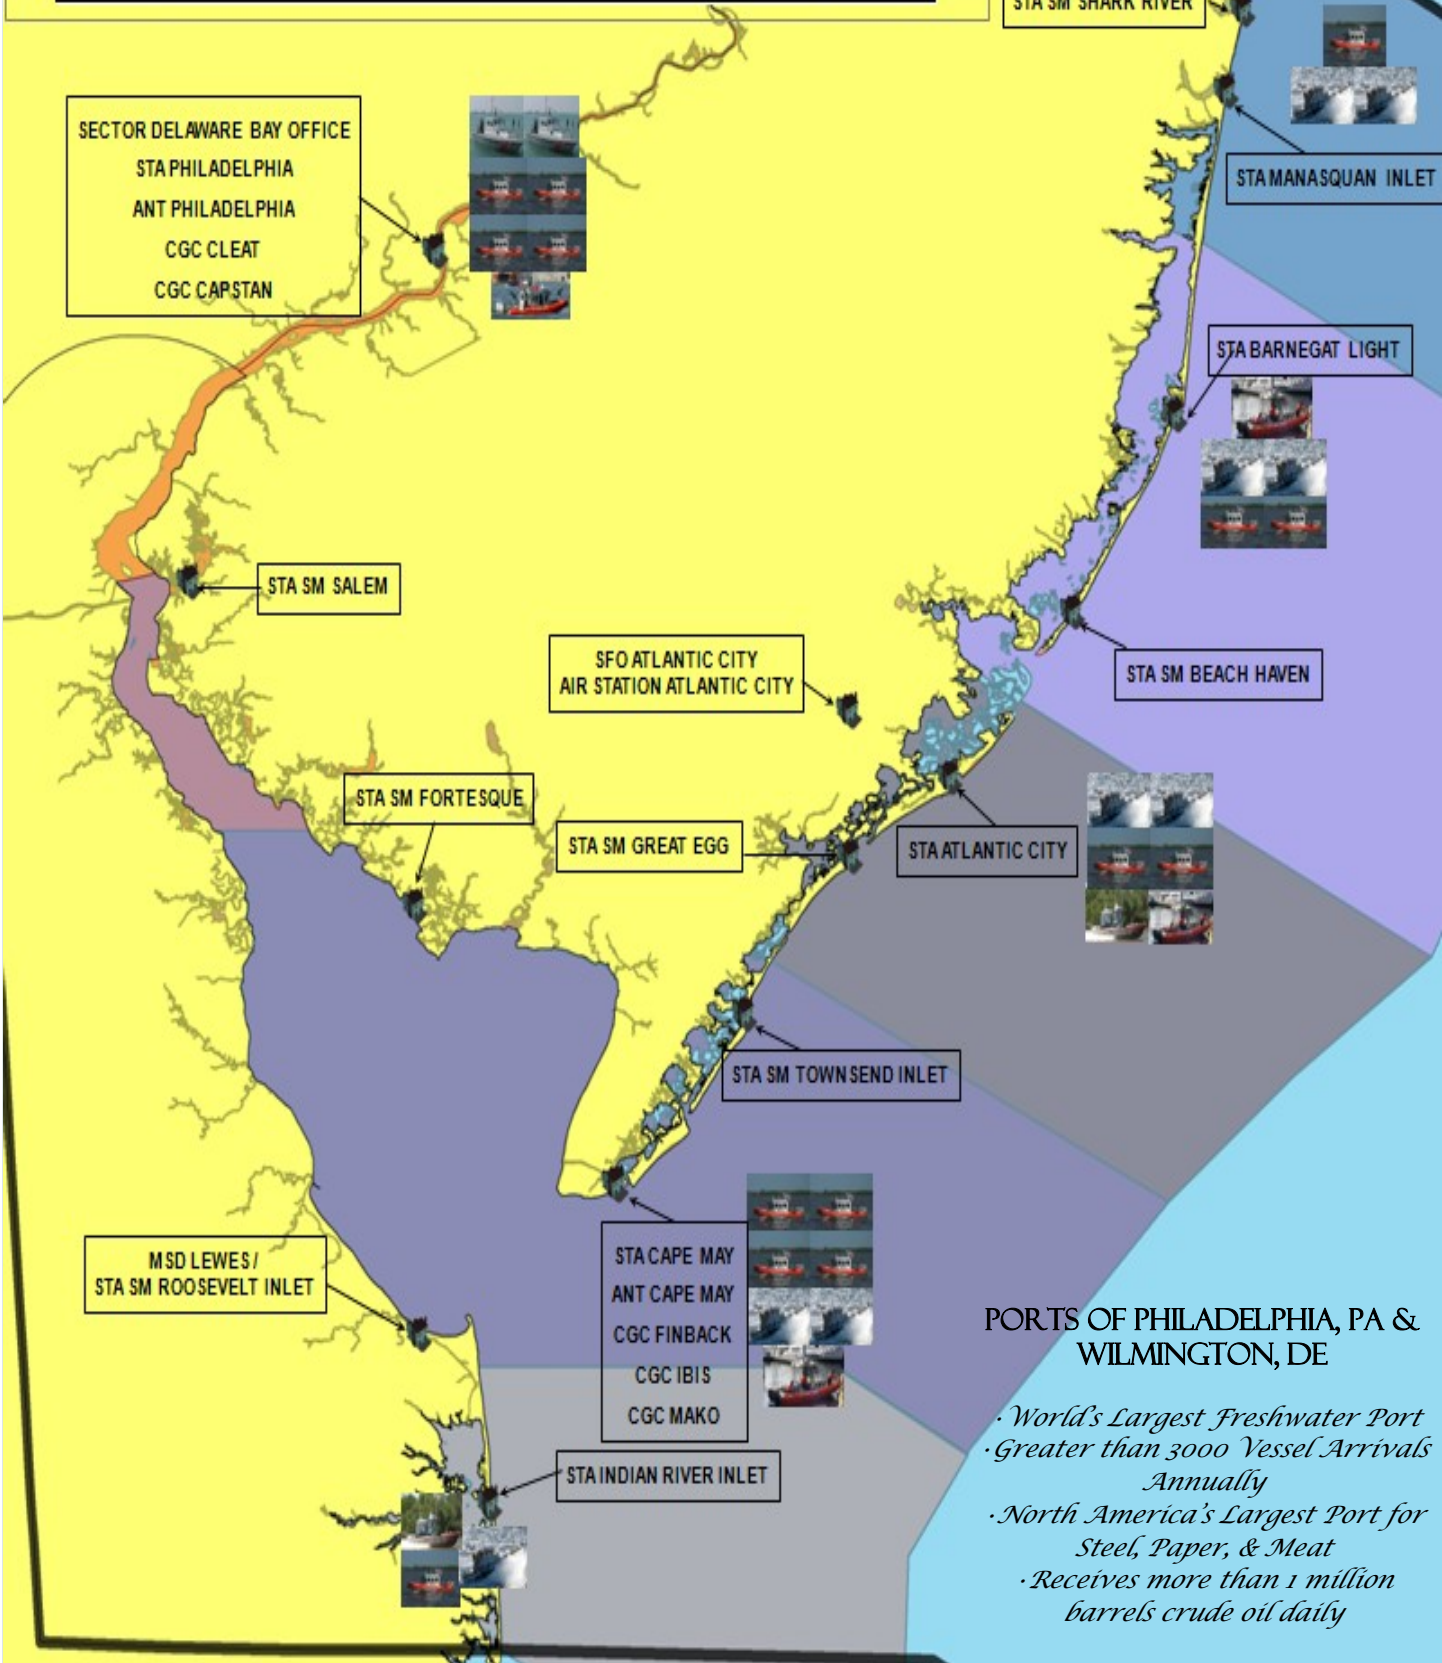 STA SM SHARK RIVER
SECTOR DELAWARE BAY OFFICE
STA PHILADELPHIA
ANT PHILADELPHIA
CGC CLEAT
CGC CAPSTAN
STA MANASQUAN INLET
STA BARNEGAT LIGHT
STA SM SALEM
SFO ATLANTIC CITY
AIR STATION ATLANTIC CITY
STA SM BEACH HAVEN
STA SM FORTESQUE
STA SM GREAT EGG
STA ATLANTIC CITY
STA SM TOWNSEND INLET
MSD LEWES /
STA SM ROOSEVELT INLET
STA CAPE MAY
ANT CAPE MAY
CGC FINBACK
CGC IBIS
CGC MAKO
STA INDIAN RIVER INLET
PORTS OF PHILADELPHIA, PA &
WILMINGTON, DE
· World's Largest Freshwater Port
· Greater than 3000 Vessel Arrivals
Annually
· North America's Largest Port for
Steel, Paper, & Meat
· Receives more than 1 million
barrels crude oil daily